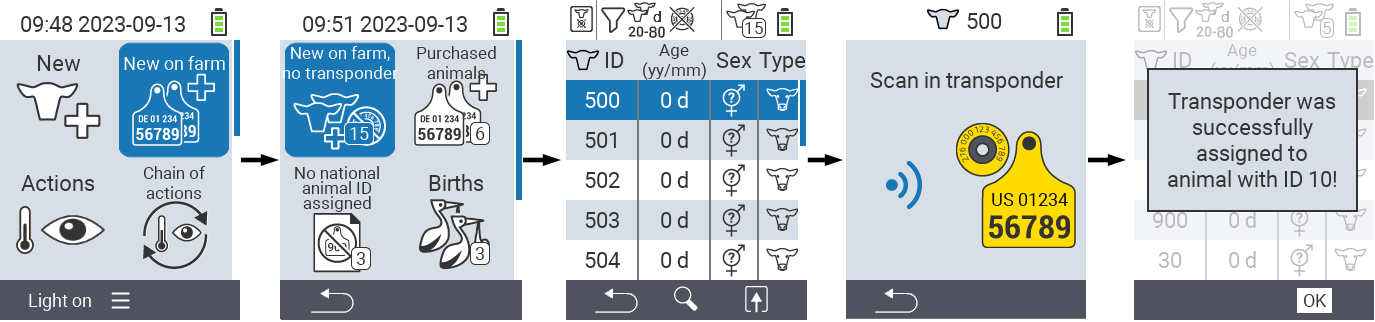 09:48 2023-09-13
New
New on farm
DE 01 234
56789
234
89
Actions
Chain of
actions
Light on
09:51 2023-09-13
New on farm,
no transponder
15
Purchased
animals
DE 01 234
56789
6
No national
animal ID
assigned
3
Births
3
d
20-80
15
ID
Age
(yy/mm)
Sex
Type
500 0 d ?
501 0 d ?
502 0 d ?
503 0 d ?
504 0 d ?
500
Scan in transponder
276 000 123 456 789
US 01234
56789
d
20-80
5
ID
Age
(yy/mm)
Sex
Type
Transponder was
successfully
assigned to
animal with ID 10!
900 0 d
30 0 d ?
OK